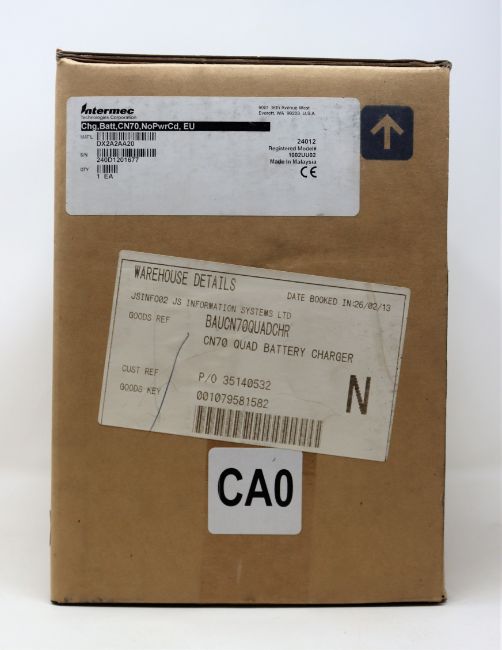 Intermec
Technologies Corporation
6001 36th Avenue West
Everett, WA 98203 U.S.A.
Chg,Batt,CN70,NoPwrCd, EU
MAT'L
DX2A2AA20
S/N
240D1201677
QTY
1 EA
24012
Registered Model#
1002UU02
Made in Malaysia
CE
WAREHOUSE DETAILS
DATE BOOKED IN:26/02/13
JSINF002 JS INFORMATION SYSTEMS LTD
GOODS REF BAUCN70QUADCHR
CN70 QUAD BATTERY CHARGER
CUST REF P/O 35140532
GOODS KEY 001079581582
N
CA0